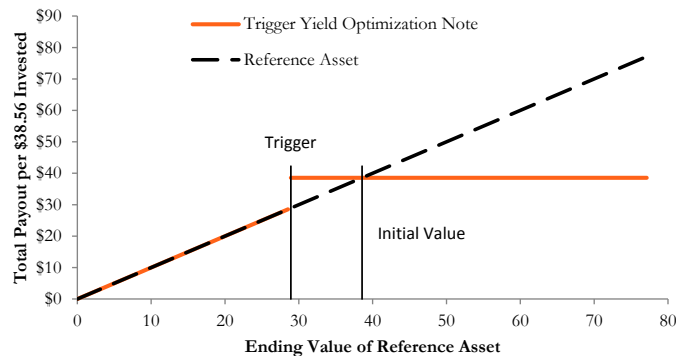 $90
$80
$70
$60
$50
$40
$30
$20
$10
$0
Total Payout per $38.56 Invested
Trigger Yield Optimization Note
Reference Asset
Trigger
Initial Value
0 10 20 30 40 50 60 70 80
Ending Value of Reference Asset